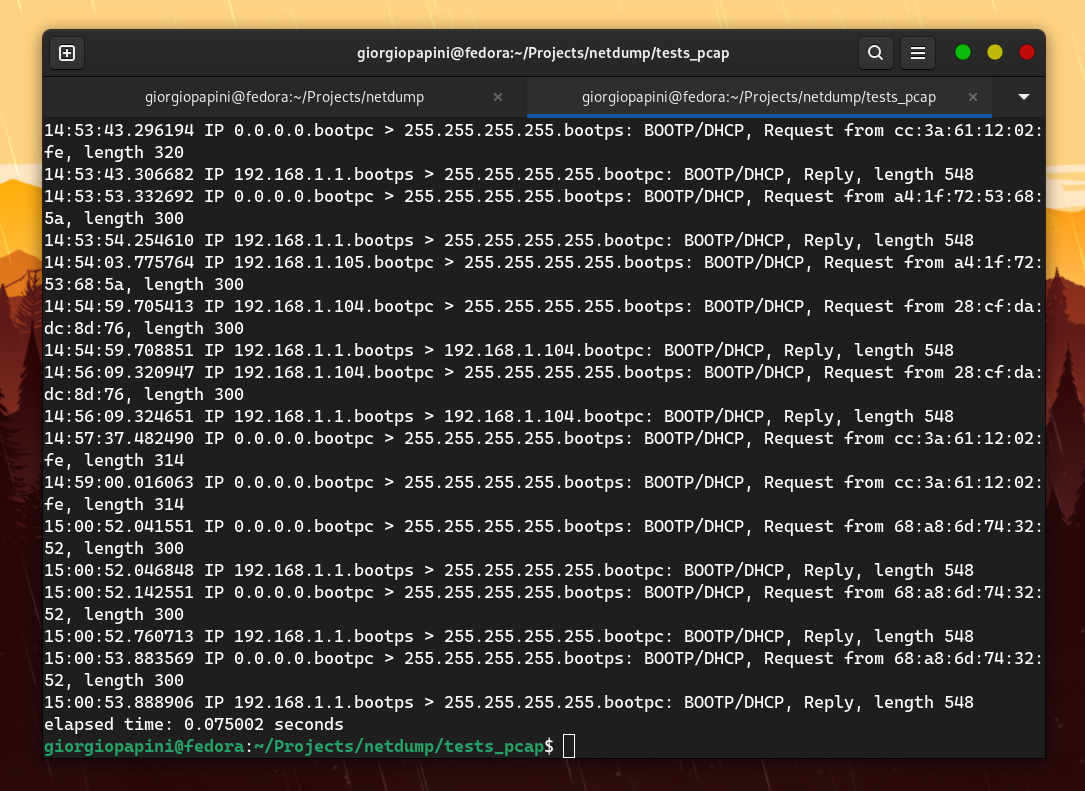 giorgiopapini@fedora:~/Projects/netdump/tests_pcap
giorgiopapini@fedora:~/Projects/netdump
giorgiopapini@fedora:~/Projects/netdump/tests_pcap
14:53:43.296194 IP 0.0.0.0.bootpc > 255.255.255.255.bootps: BOOTP/DHCP, Request from cc:3a:61:12:02:
fe, length 320
14:53:43.306682 IP 192.168.1.1.bootps > 255.255.255.255.bootpc: BOOTP/DHCP, Reply, length 548
14:53:53.332692 IP 0.0.0.0.bootpc > 255.255.255.255.bootps: BOOTP/DHCP, Request from a4:1f:72:53:68:
5a, length 300
14:53:54.254610 IP 192.168.1.1.bootps > 255.255.255.255.bootpc: BOOTP/DHCP, Reply, length 548
14:54:03.775764 IP 192.168.1.105.bootpc > 255.255.255.255.bootps: BOOTP/DHCP, Request from a4:1f:72:
53:68:5a, length 300
14:54:59.705413 IP 192.168.1.104.bootpc > 255.255.255.255.bootps: BOOTP/DHCP, Request from 28:cf:da:
dc:8d:76, length 300
14:54:59.708851 IP 192.168.1.1.bootps > 192.168.1.104.bootpc: BOOTP/DHCP, Reply, length 548
14:56:09.320947 IP 192.168.1.104.bootpc > 255.255.255.255.bootps: BOOTP/DHCP, Request from 28:cf:da:
dc:8d:76, length 300
14:56:09.324651 IP 192.168.1.1.bootps > 192.168.1.104.bootpc: BOOTP/DHCP, Reply, length 548
14:57:37.482490 IP 0.0.0.0.bootpc > 255.255.255.255.bootps: BOOTP/DHCP, Request from cc:3a:61:12:02:
fe, length 314
14:59:00.016063 IP 0.0.0.0.bootpc > 255.255.255.255.bootps: BOOTP/DHCP, Request from cc:3a:61:12:02:
fe, length 314
15:00:52.041551 IP 0.0.0.0.bootpc > 255.255.255.255.bootps: BOOTP/DHCP, Request from 68:a8:6d:74:32:
52, length 300
15:00:52.046848 IP 192.168.1.1.bootps > 255.255.255.255.bootpc: BOOTP/DHCP, Reply, length 548
15:00:52.142551 IP 0.0.0.0.bootpc > 255.255.255.255.bootps: BOOTP/DHCP, Request from 68:a8:6d:74:32:
52, length 300
15:00:52.760713 IP 192.168.1.1.bootps > 255.255.255.255.bootpc: BOOTP/DHCP, Reply, length 548
15:00:53.883569 IP 0.0.0.0.bootpc > 255.255.255.255.bootps: BOOTP/DHCP, Request from 68:a8:6d:74:32:
52, length 300
15:00:53.888906 IP 192.168.1.1.bootps > 255.255.255.255.bootpc: BOOTP/DHCP, Reply, length 548
elapsed time: 0.075002 seconds
giorgiopapini@fedora:~/Projects/netdump/tests_pcap$